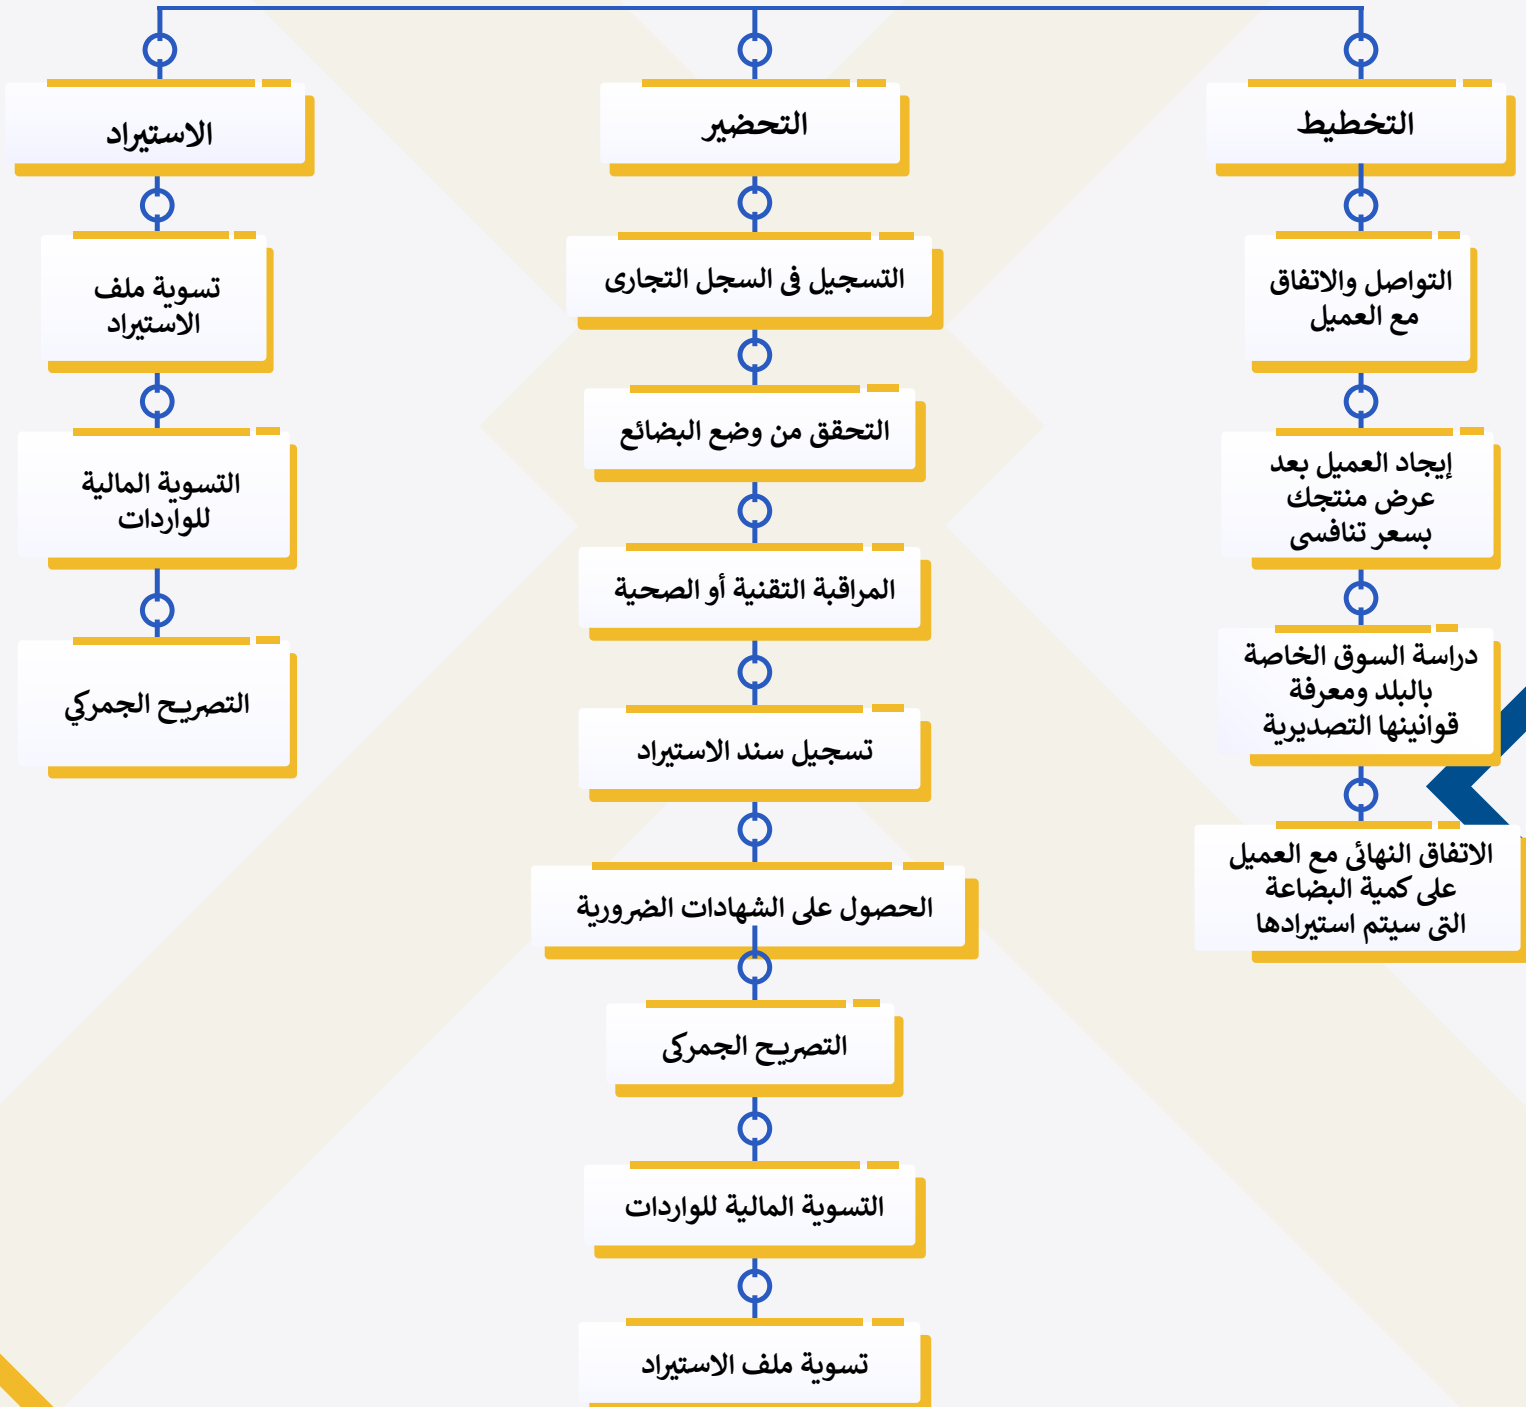 التخطيط
التواصل والاتفاق
مع العميل
إيجاد العميل بعد
عرض منتجك
بسعر تنافسى
دراسة السوق الخاصة
بالبلد ومعرفة
قوانينها التصديرية
الاتفاق النهائى مع العميل
على كمية البضاعة
التى سيتم استيرادها
التحضير
التسجيل فى السجل التجارى
التحقق من وضع البضائع
المراقبة التقنية أو الصحية
تسجيل سند الاستيراد
الحصول على الشهادات الضرورية
التصريح الجمركى
التسوية المالية للواردات
تسوية ملف الاستيراد
الاستيراد
تسوية ملف
الاستيراد
التسوية المالية
للواردات
التصريح الجمركي